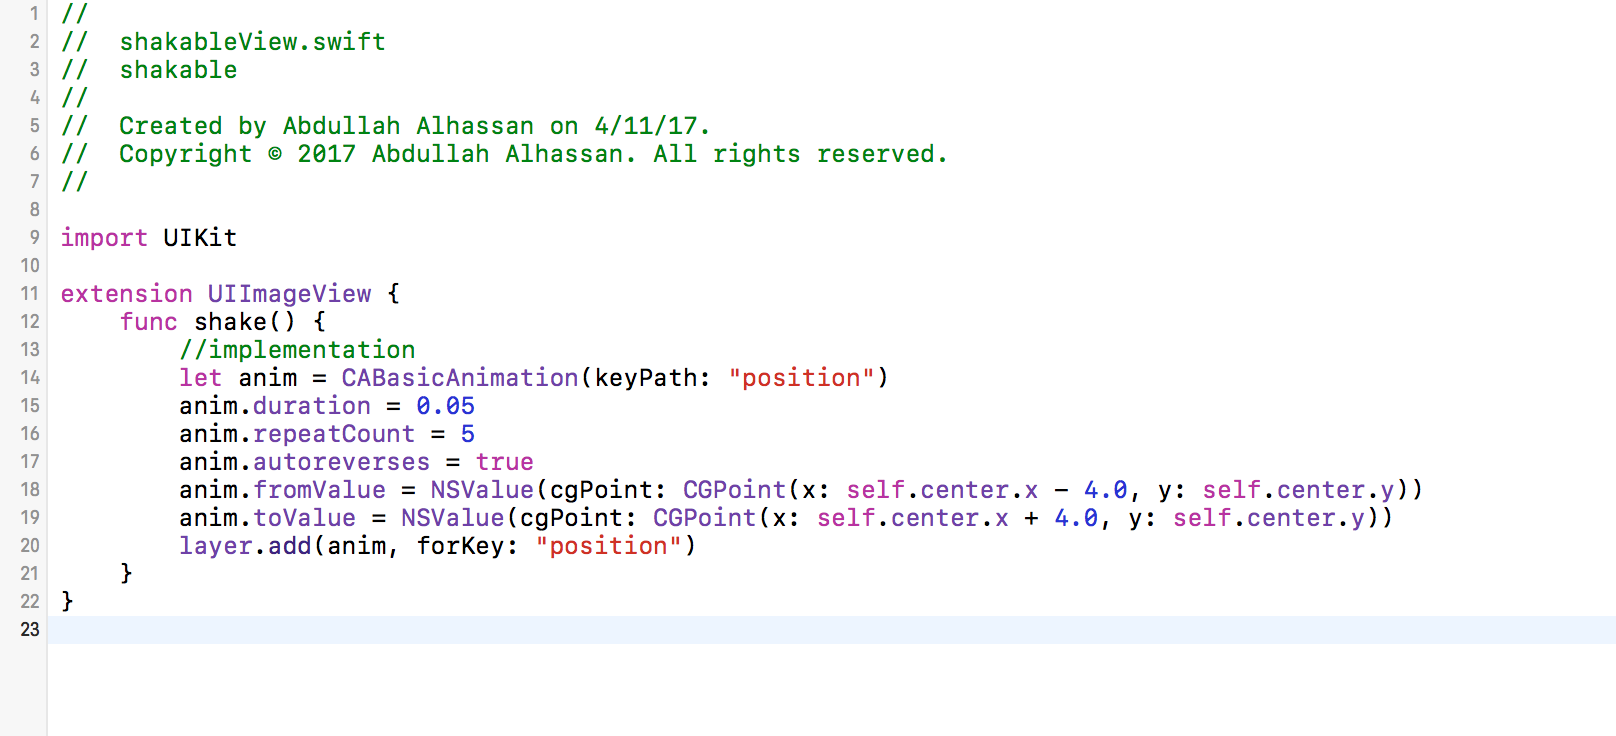 1 //
2 //  shakableView.swift
3 //  shakable
4 //
5 //  Created by Abdullah Alhassan on 4/11/17.
6 //  Copyright © 2017 Abdullah Alhassan. All rights reserved.
7 //
8
9 import UIKit
10
11 extension UIImageView {
12     func shake() {
13         //implementation
14         let anim = CABasicAnimation(keyPath: "position")
15         anim.duration = 0.05
16         anim.repeatCount = 5
17         anim.autoreverses = true
18         anim.fromValue = NSValue(cgPoint: CGPoint(x: self.center.x - 4.0, y: self.center.y))
19         anim.toValue = NSValue(cgPoint: CGPoint(x: self.center.x + 4.0, y: self.center.y))
20         layer.add(anim, forKey: "position")
21     }
22 }
23